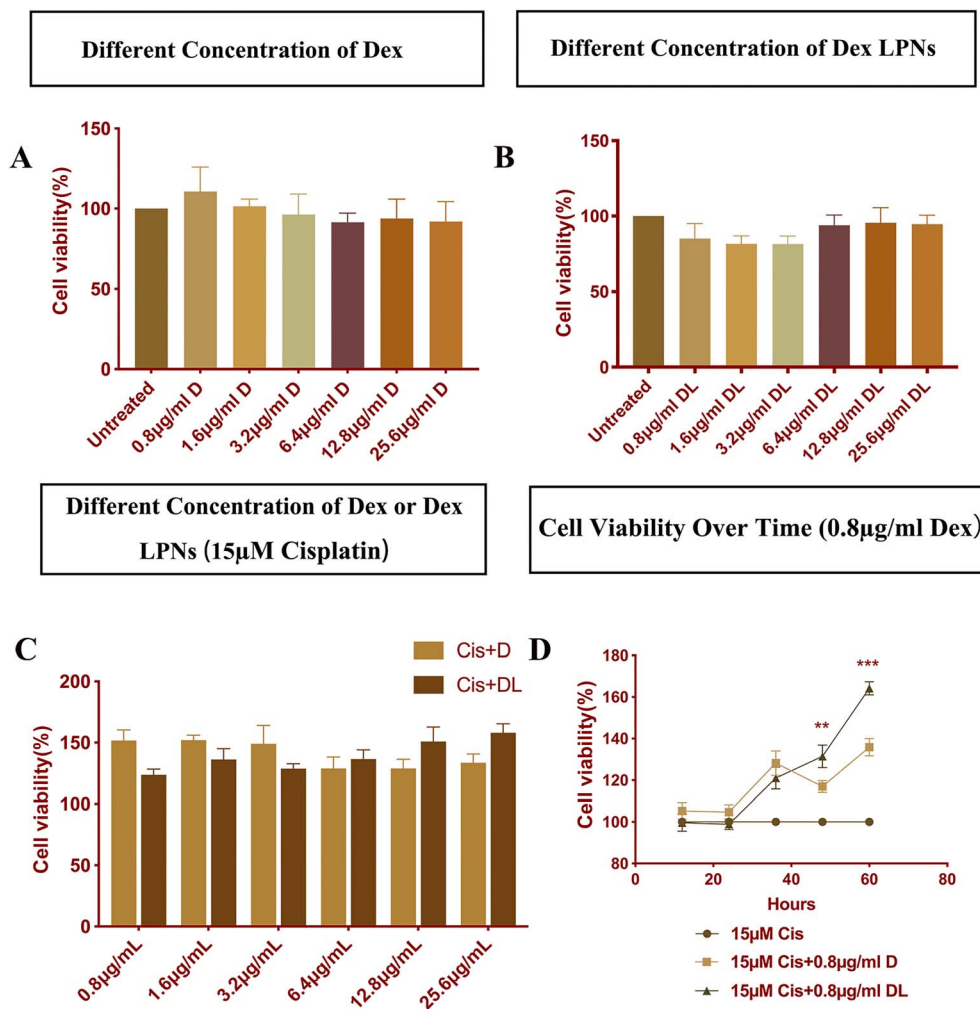 Different Concentration of Dex
Different Concentration of Dex LPNs
A
Cell viability(%)
150
100
50
0
Untreated
0.8μg/ml D
1.6μg/ml D
3.2μg/ml D
6.4μg/ml D
12.8μg/ml D
25.6μg/ml D
B
Cell viability(%)
150
100
50
0
Untreated
0.8μg/ml DL
1.6μg/ml DL
3.2μg/ml DL
6.4μg/ml DL
12.8μg/ml DL
25.6μg/ml DL
Different Concentration of Dex or Dex
LPNs (15μM Cisplatin)
Cell Viability Over Time (0.8μg/ml Dex)
C
Cis+D
Cis+DL
Cell viability(%)
200
150
100
50
0
0.8μg/mL
1.6μg/mL
3.2μg/mL
6.4μg/mL
12.8μg/mL
25.6μg/mL
D
Cell viability(%)
180
160
140
120
100
80
**
***
0
20
40
60
80
Hours
15μM Cis
15μM Cis+0.8μg/ml D
15μM Cis+0.8μg/ml DL